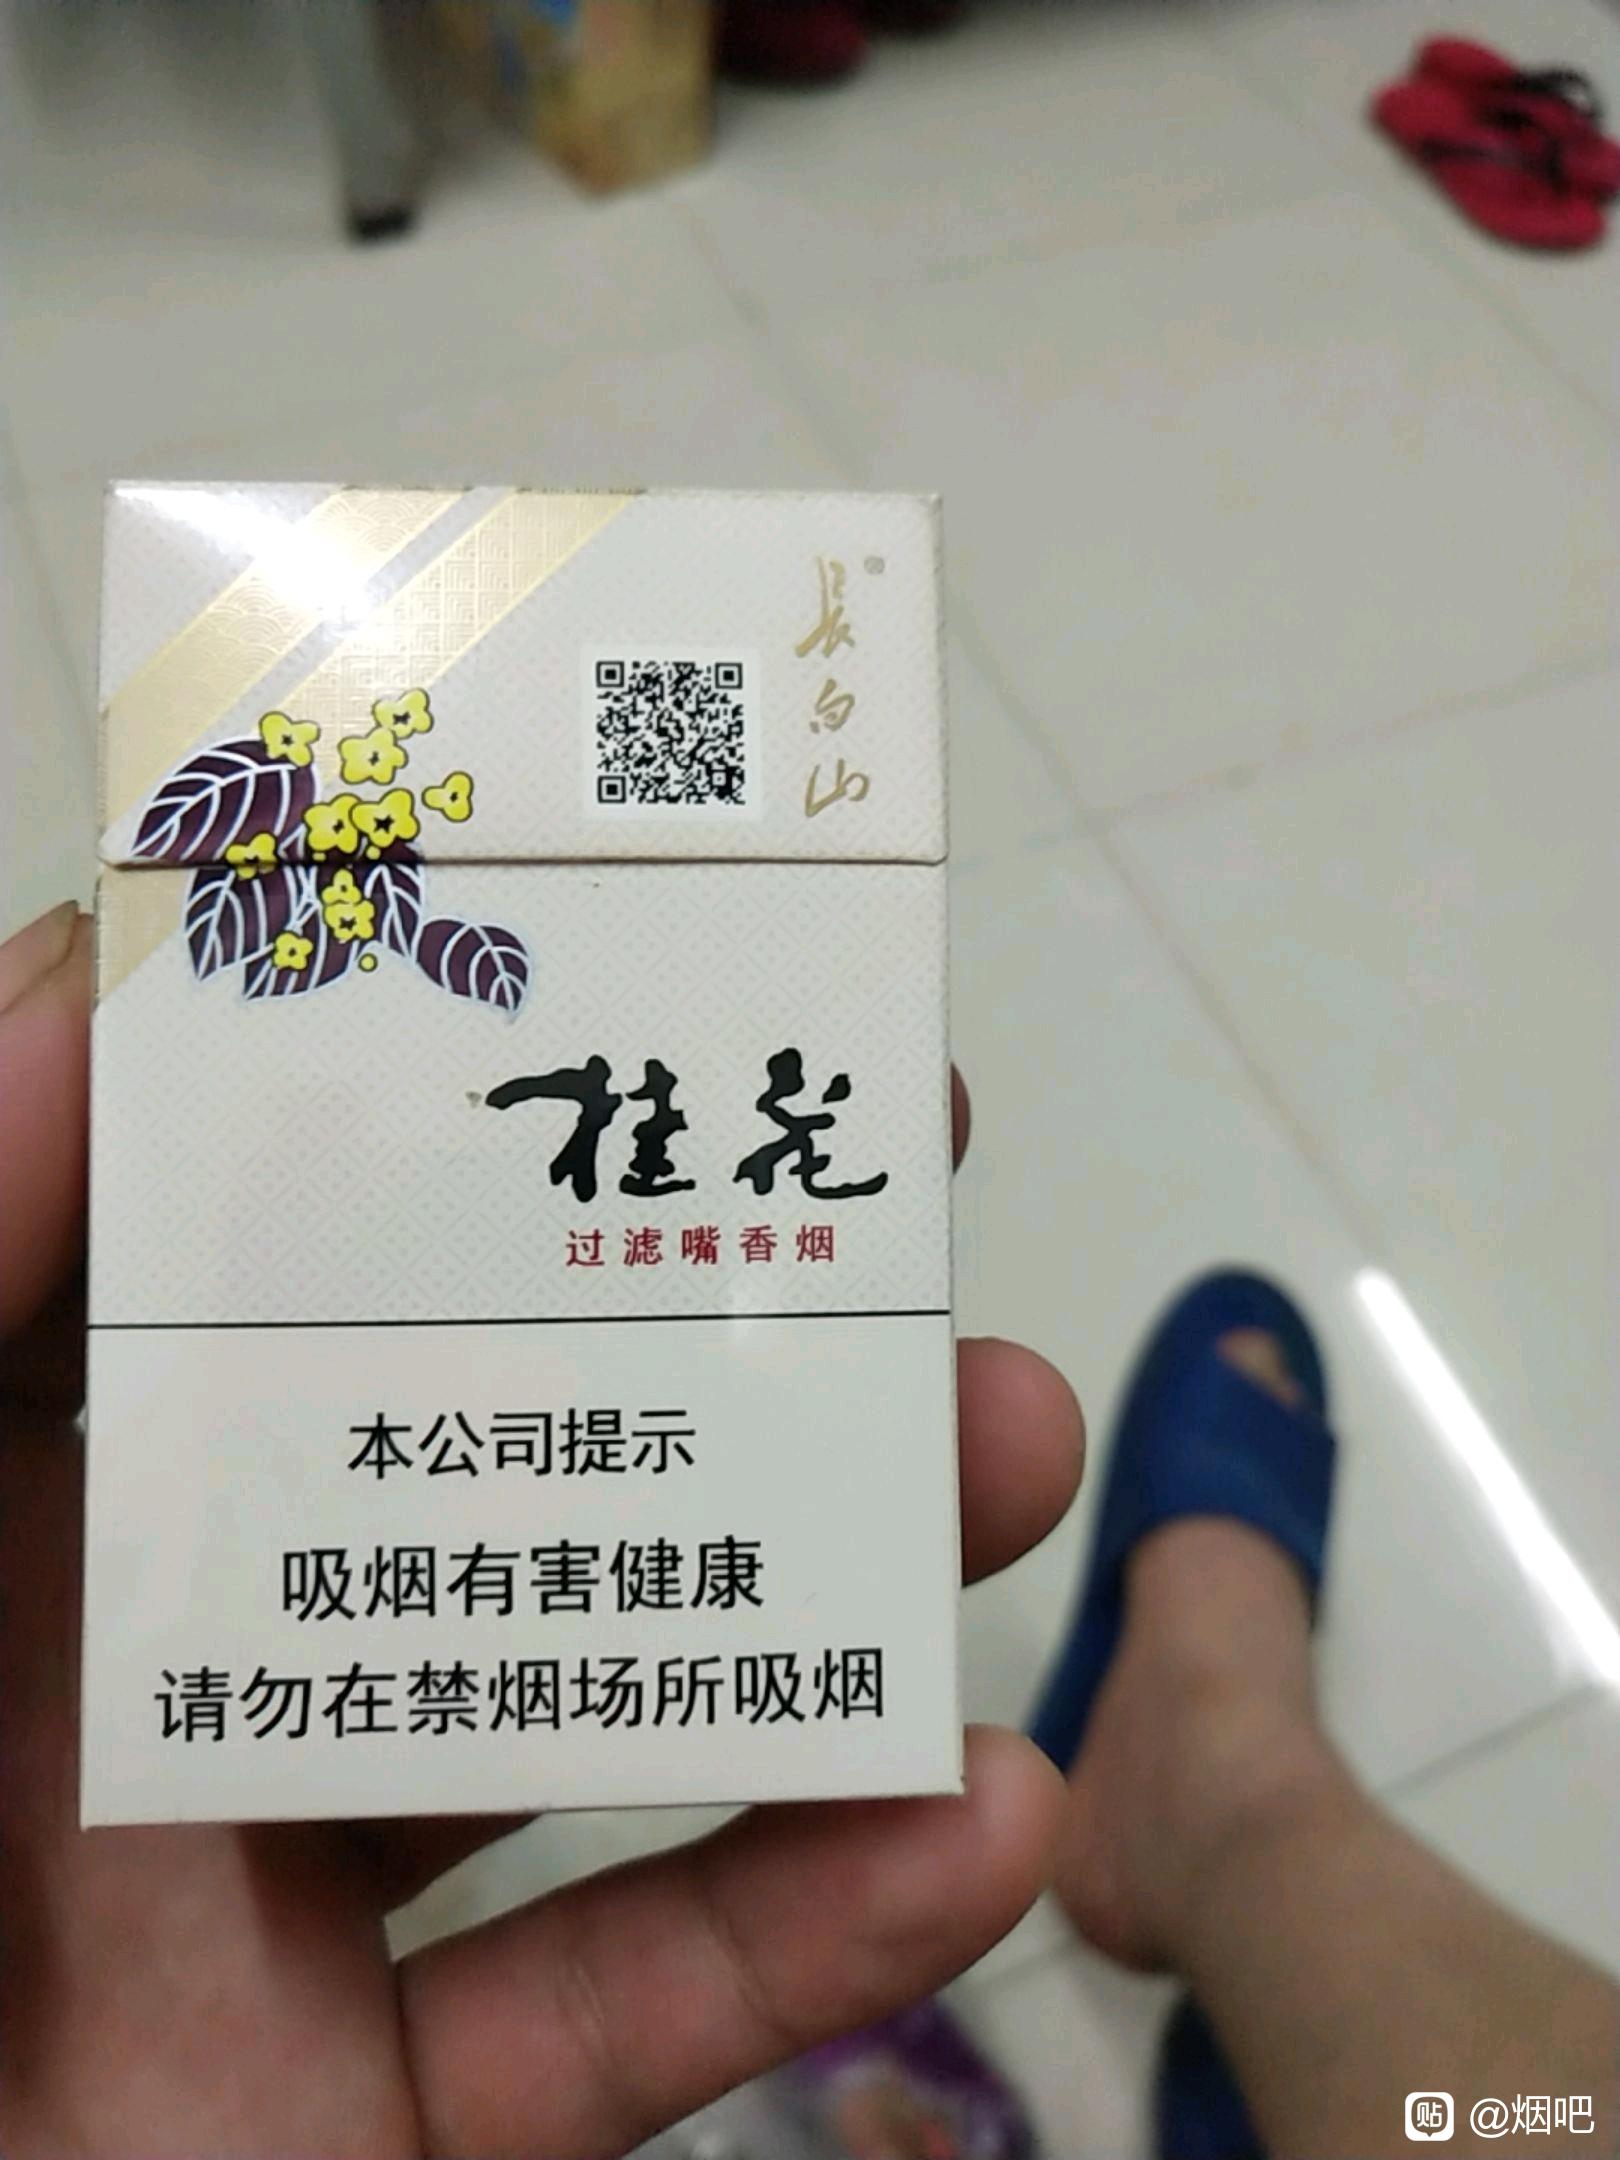 長白山
桂花
过滤嘴香烟
本公司提示
吸烟有害健康
请勿在禁烟场所吸烟
贴 @烟吧